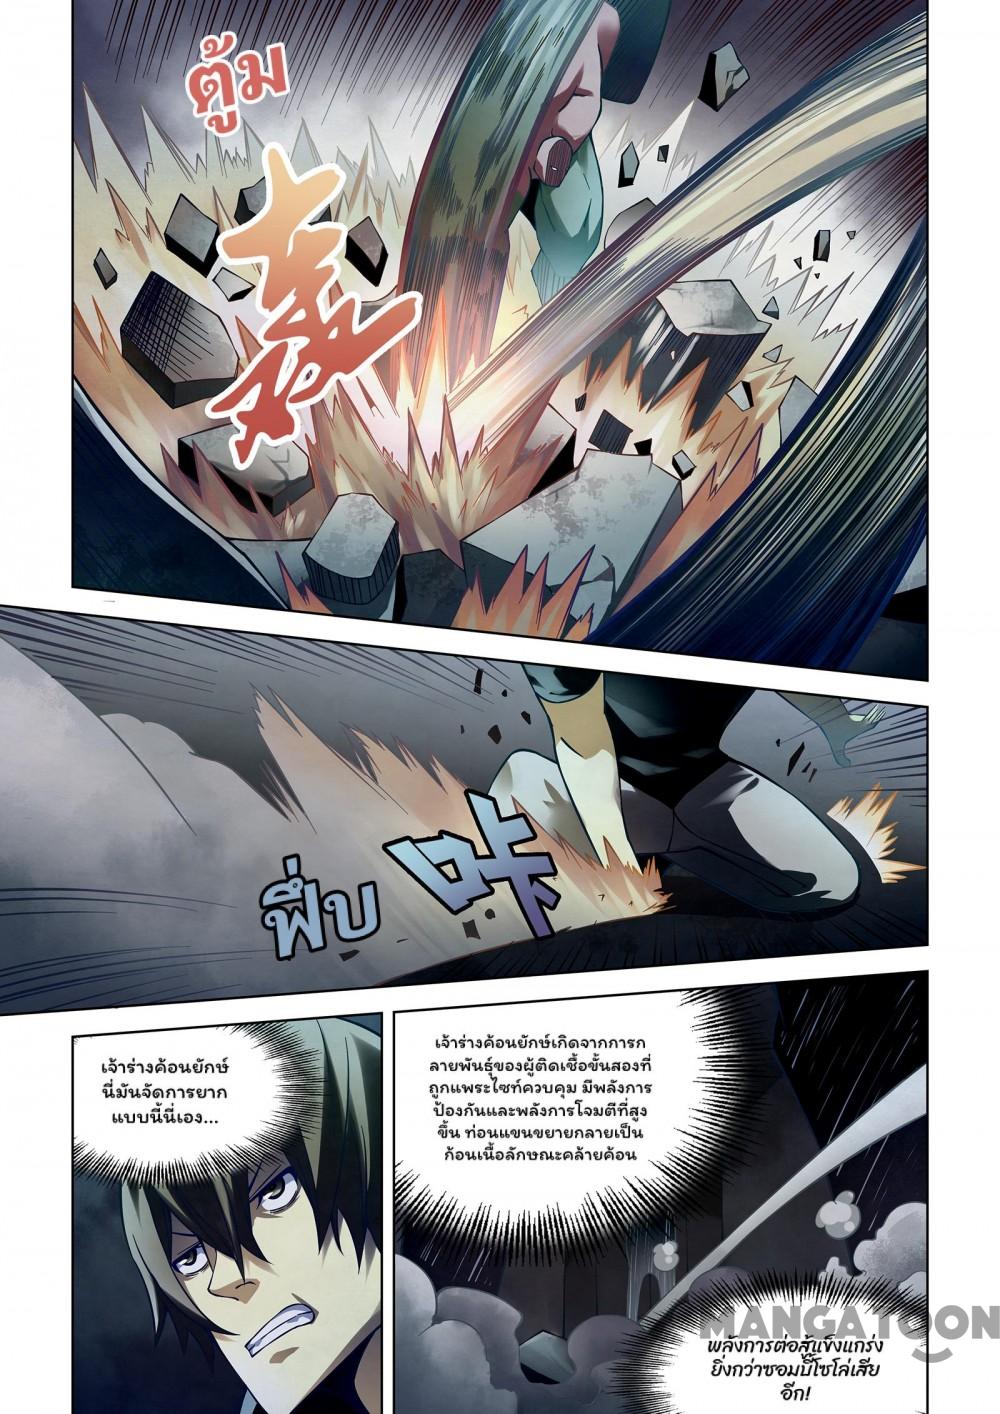 ตู้ม
ฟึ่บ
咔
เจ้าร่างค้อนยักษ์
นี่มันจัดการยาก
แบบนี้นี่เอง...
เจ้าร่างค้อนยักษ์เกิดจากการก
ลายพันธุ์ของผู้ติดเชื้อขั้นสองที่
ถูกแพระไซท์ควบคุม มีพลังการ
ป้องกันและพลังการโจมตีที่สูง
ขึ้น ท่อนแขนขยายกลายเป็น
ก้อนเนื้อลักษณะคล้ายค้อน
พลังการต่อสู้แข็งแกร่ง
ยิ่งกว่าซอมบี้โซโล่เสีย
อีก!
MANGATOON